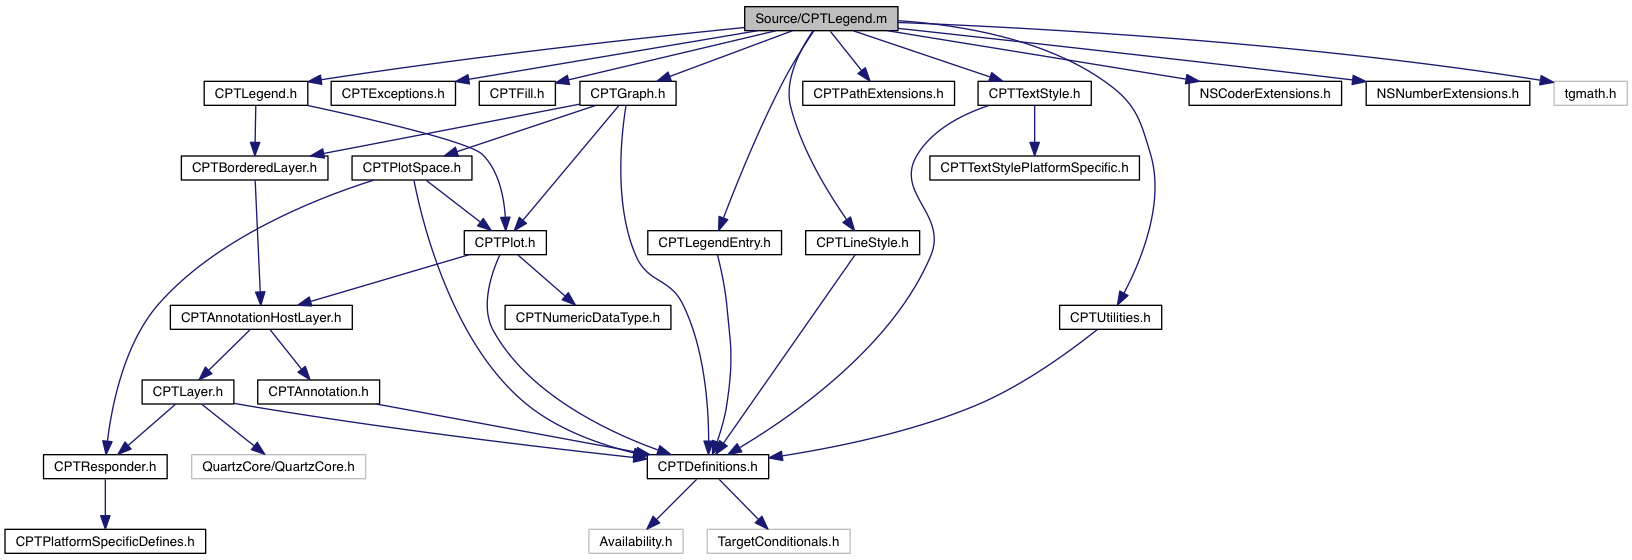 Source/CPTLegend.m
CPTLegend.h
CPTExceptions.h
CPTFill.h
CPTGraph.h
CPTPathExtensions.h
CPTTextStyle.h
NSCoderExtensions.h
NSNumberExtensions.h
tgmath.h
CPTBorderedLayer.h
CPTPlotSpace.h
CPTTextStylePlatformSpecific.h
CPTPlot.h
CPTLegendEntry.h
CPTLineStyle.h
CPTAnnotationHostLayer.h
CPTNumericDataType.h
CPTUtilities.h
CPTLayer.h
CPTAnnotation.h
CPTResponder.h
QuartzCore/QuartzCore.h
CPTDefinitions.h
CPTPlatformSpecificDefines.h
Availability.h
TargetConditionals.h